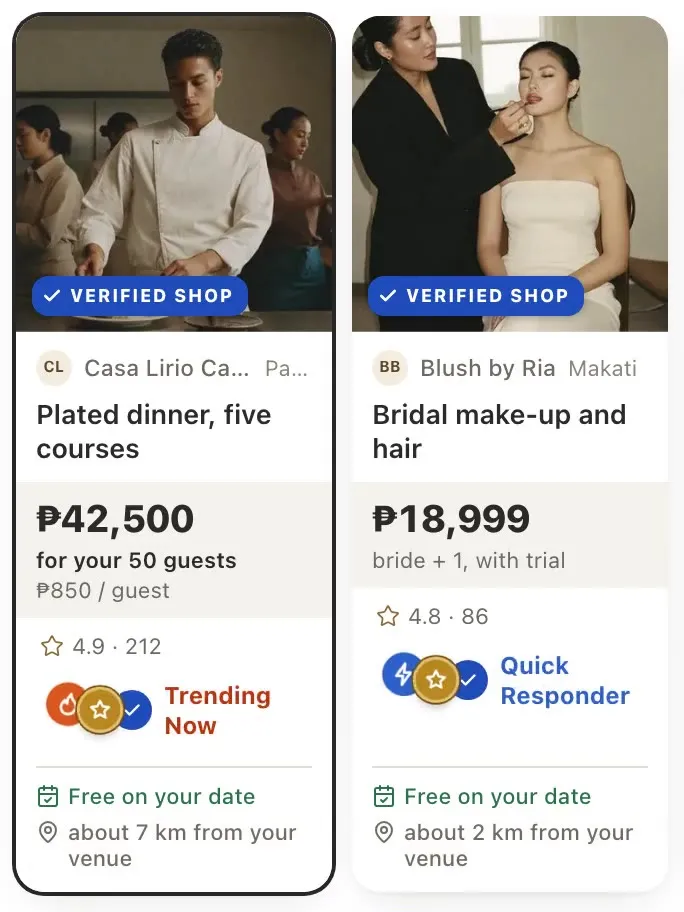 VERIFIED SHOP
CL Casa Lirio Ca... Pa...
Plated dinner, five
courses
₱42,500
for your 50 guests
₱850 / guest
4.9 · 212
Trending
Now
Free on your date
about 7 km from your
venue
VERIFIED SHOP
BB Blush by Ria Makati
Bridal make-up and
hair
₱18,999
bride + 1, with trial
4.8 · 86
Quick
Responder
Free on your date
about 2 km from your
venue